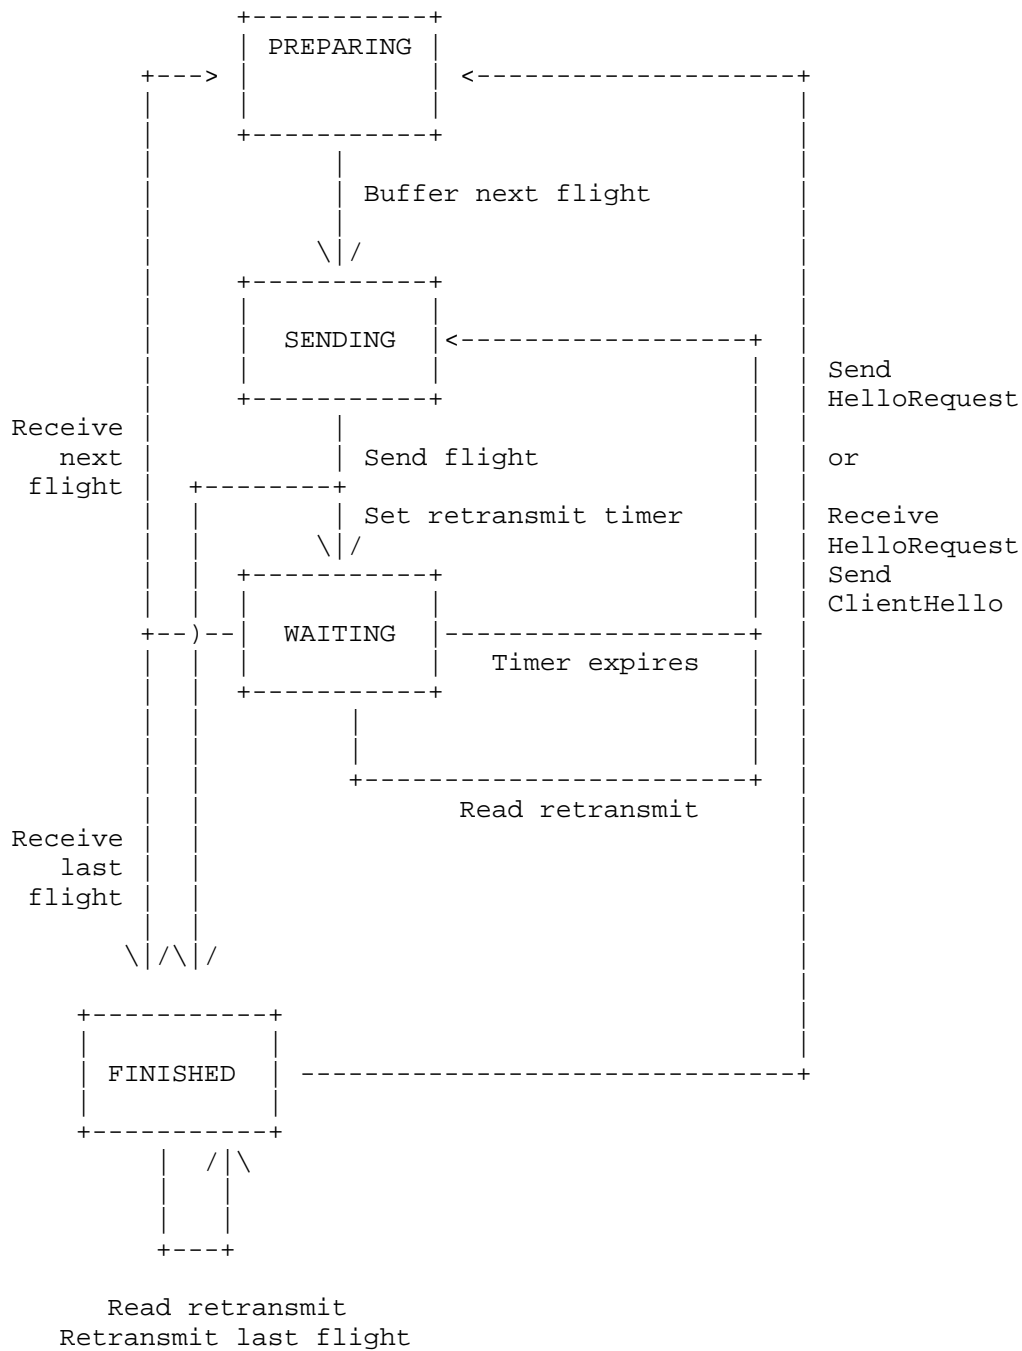 PREPARING
Buffer next flight
SENDING
Send
HelloRequest
or
Receive
HelloRequest
Send
ClientHello
Receive
next
flight
Send flight
Set retransmit timer
WAITING
Timer expires
Read retransmit
Receive
last
flight
FINISHED
Read retransmit
Retransmit last flight